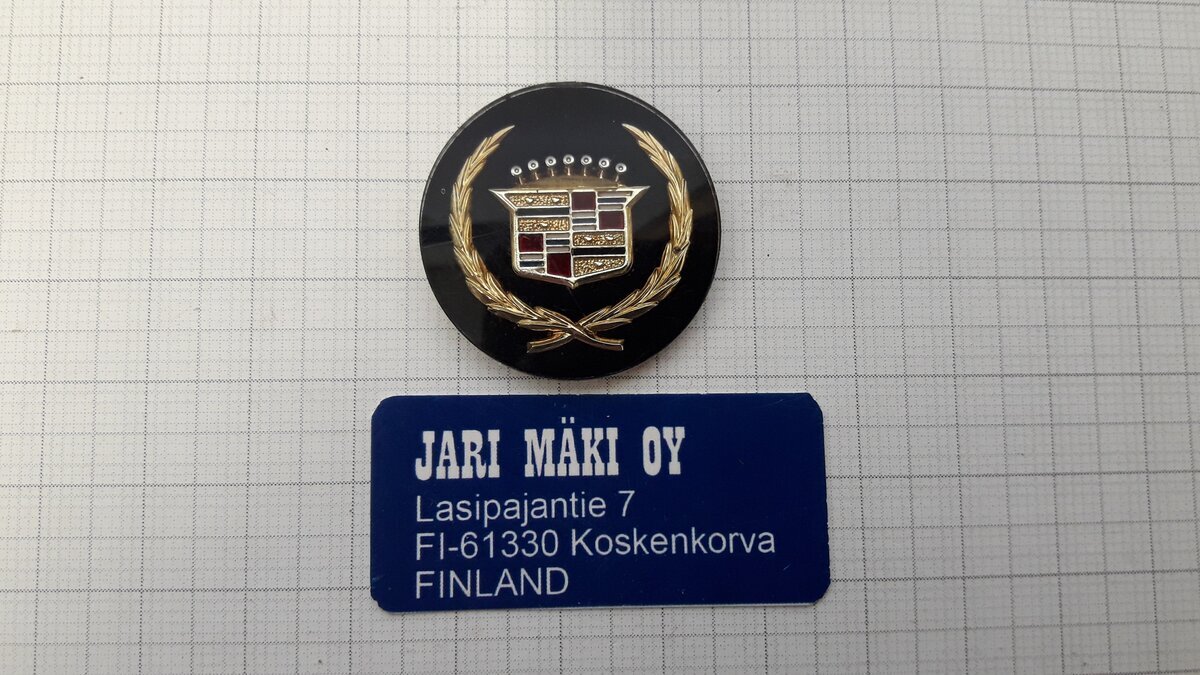 JARI MÄKI OY
Lasipajantie 7
FI-61330 Koskenkorva
FINLAND